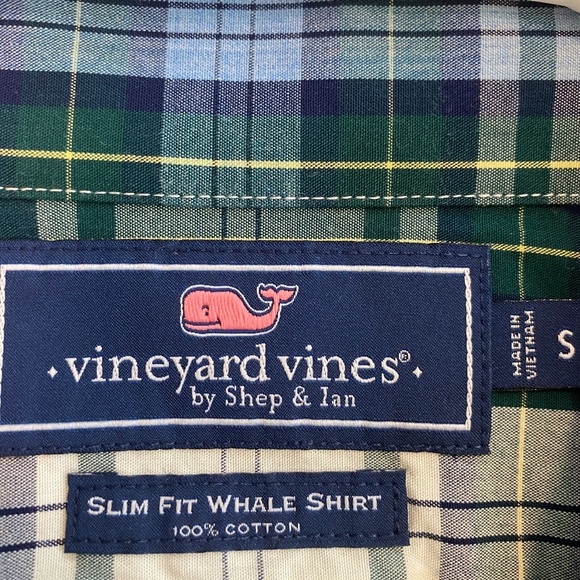 · vineyard vines® ·
by Shep & Ian
MADE IN
VIETNAM
S
SLIM FIT WHALE SHIRT
100% COTTON